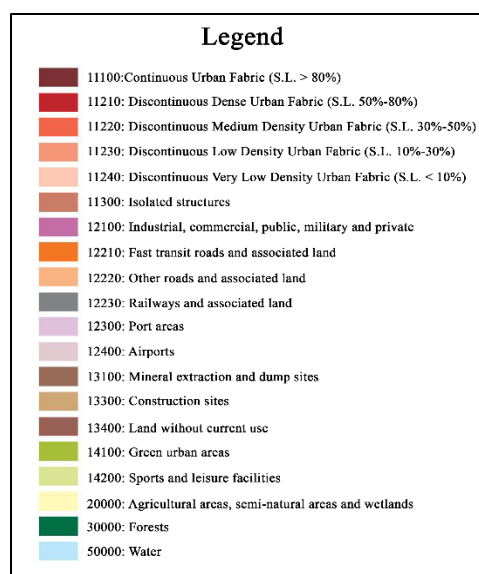 Legend
11100:Continuous Urban Fabric (S.L. > 80%)
11210: Discontinuous Dense Urban Fabric (S.L. 50%-80%)
11220: Discontinuous Medium Density Urban Fabric (S.L. 30%-50%)
11230: Discontinuous Low Density Urban Fabric (S.L. 10%-30%)
11240: Discontinuous Very Low Density Urban Fabric (S.L. < 10%)
11300: Isolated structures
12100: Industrial, commercial, public, military and private
12210: Fast transit roads and associated land
12220: Other roads and associated land
12230: Railways and associated land
12300: Port areas
12400: Airports
13100: Mineral extraction and dump sites
13300: Construction sites
13400: Land without current use
14100: Green urban areas
14200: Sports and leisure facilities
20000: Agricultural areas, semi-natural areas and wetlands
30000: Forests
50000: Water